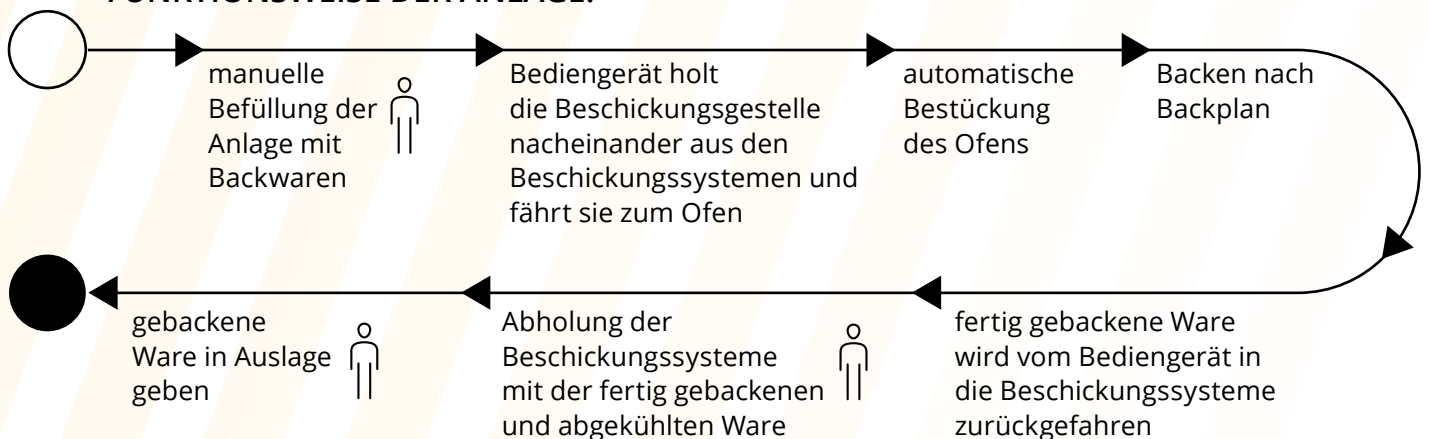 FUNKTIONSWEISE DER ANLAGE:
manuelle
Befüllung der
Anlage mit
Backwaren
Bediengerät holt
die Beschickungsgestelle
nacheinander aus den
Beschickungssystemen und
fährt sie zum Ofen
automatische
Bestückung
des Ofens
Backen nach
Backplan
fertig gebackene Ware
wird vom Bediengerät in
die Beschickungssysteme
zurückgefahren
Abholung der
Beschickungssysteme
mit der fertig gebackenen
und abgekühlten Ware
gebackene
Ware in Auslage
geben